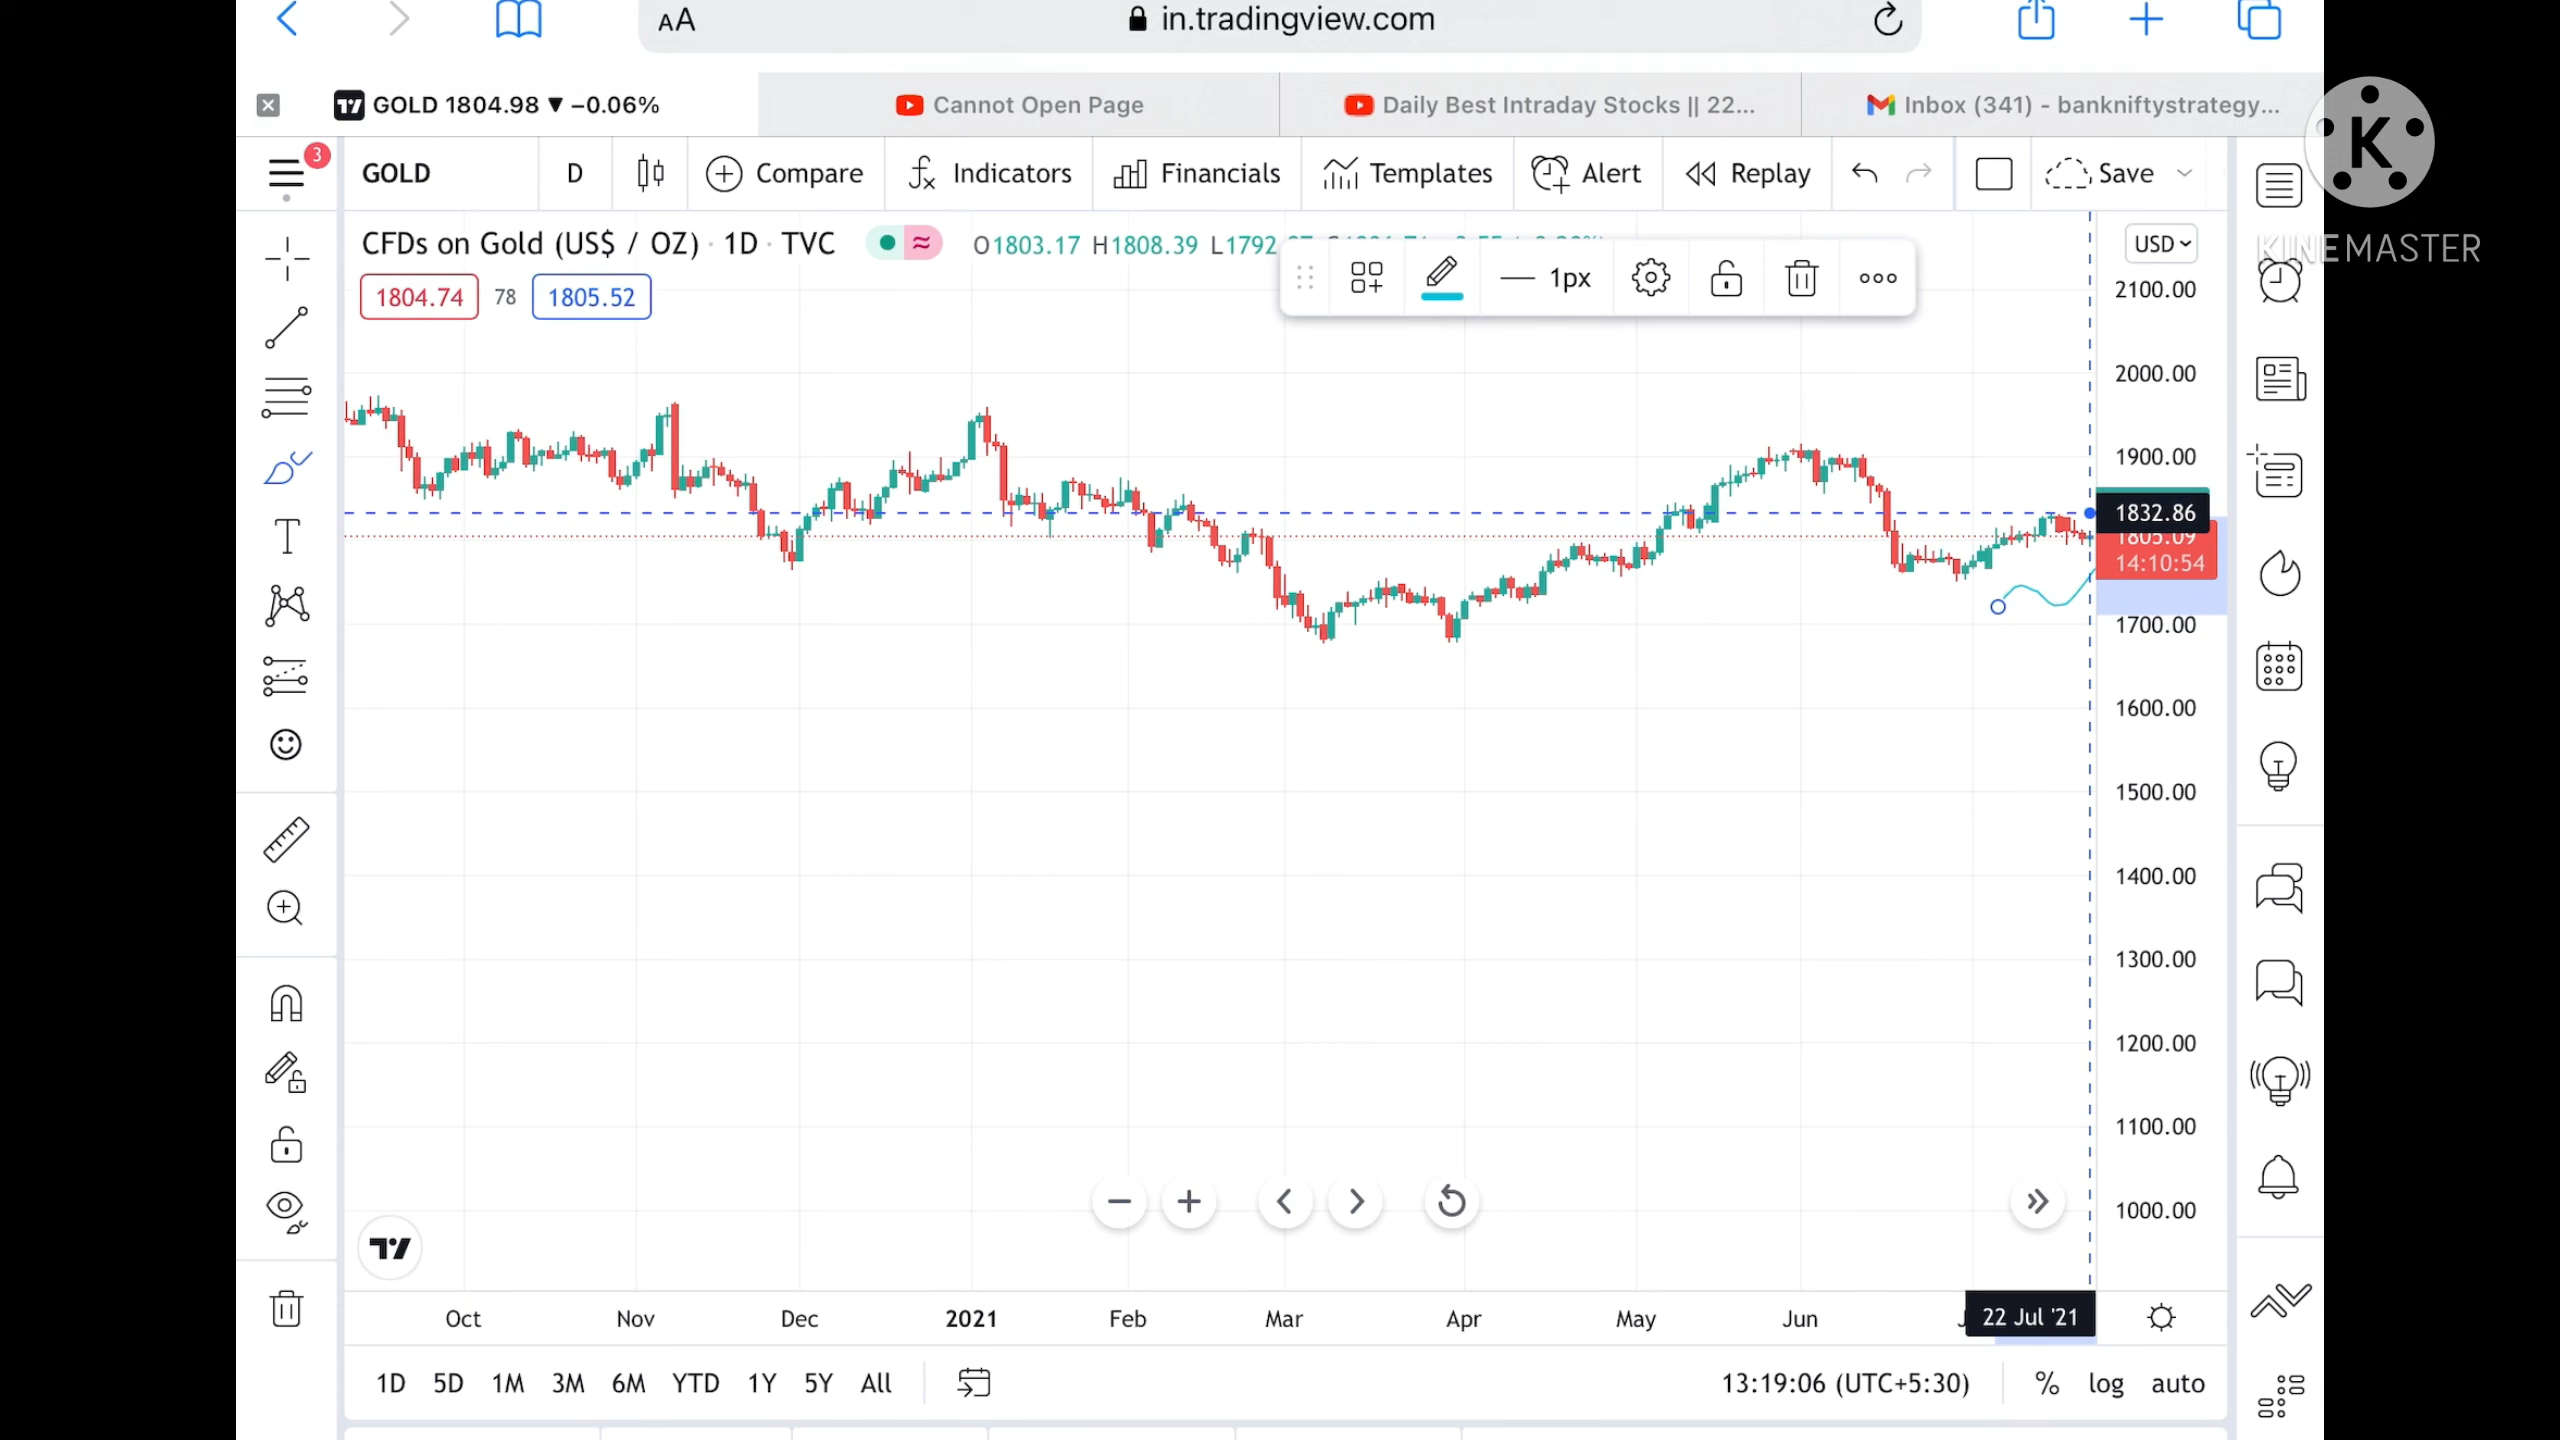 AA in.tradingview.com
GOLD 1804.98 ▼ −0.06% Cannot Open Page Daily Best Intraday Stocks || 22... Inbox (341) - bankniftystrategy...
K
KINEMASTER
3 GOLD D Compare Indicators Financials Templates Alert Replay Save
CFDs on Gold (US$ / OZ) · 1D · TVC O1803.17 H1808.39 L1792 USD
1804.74 78 1805.52
1px
2100.00
2000.00
1900.00
1832.86
1805.09
14:10:54
1700.00
1600.00
1500.00
1400.00
1300.00
1200.00
1100.00
1000.00
Oct Nov Dec 2021 Feb Mar Apr May Jun 22 Jul '21
1D 5D 1M 3M 6M YTD 1Y 5Y All 13:19:06 (UTC+5:30) % log auto